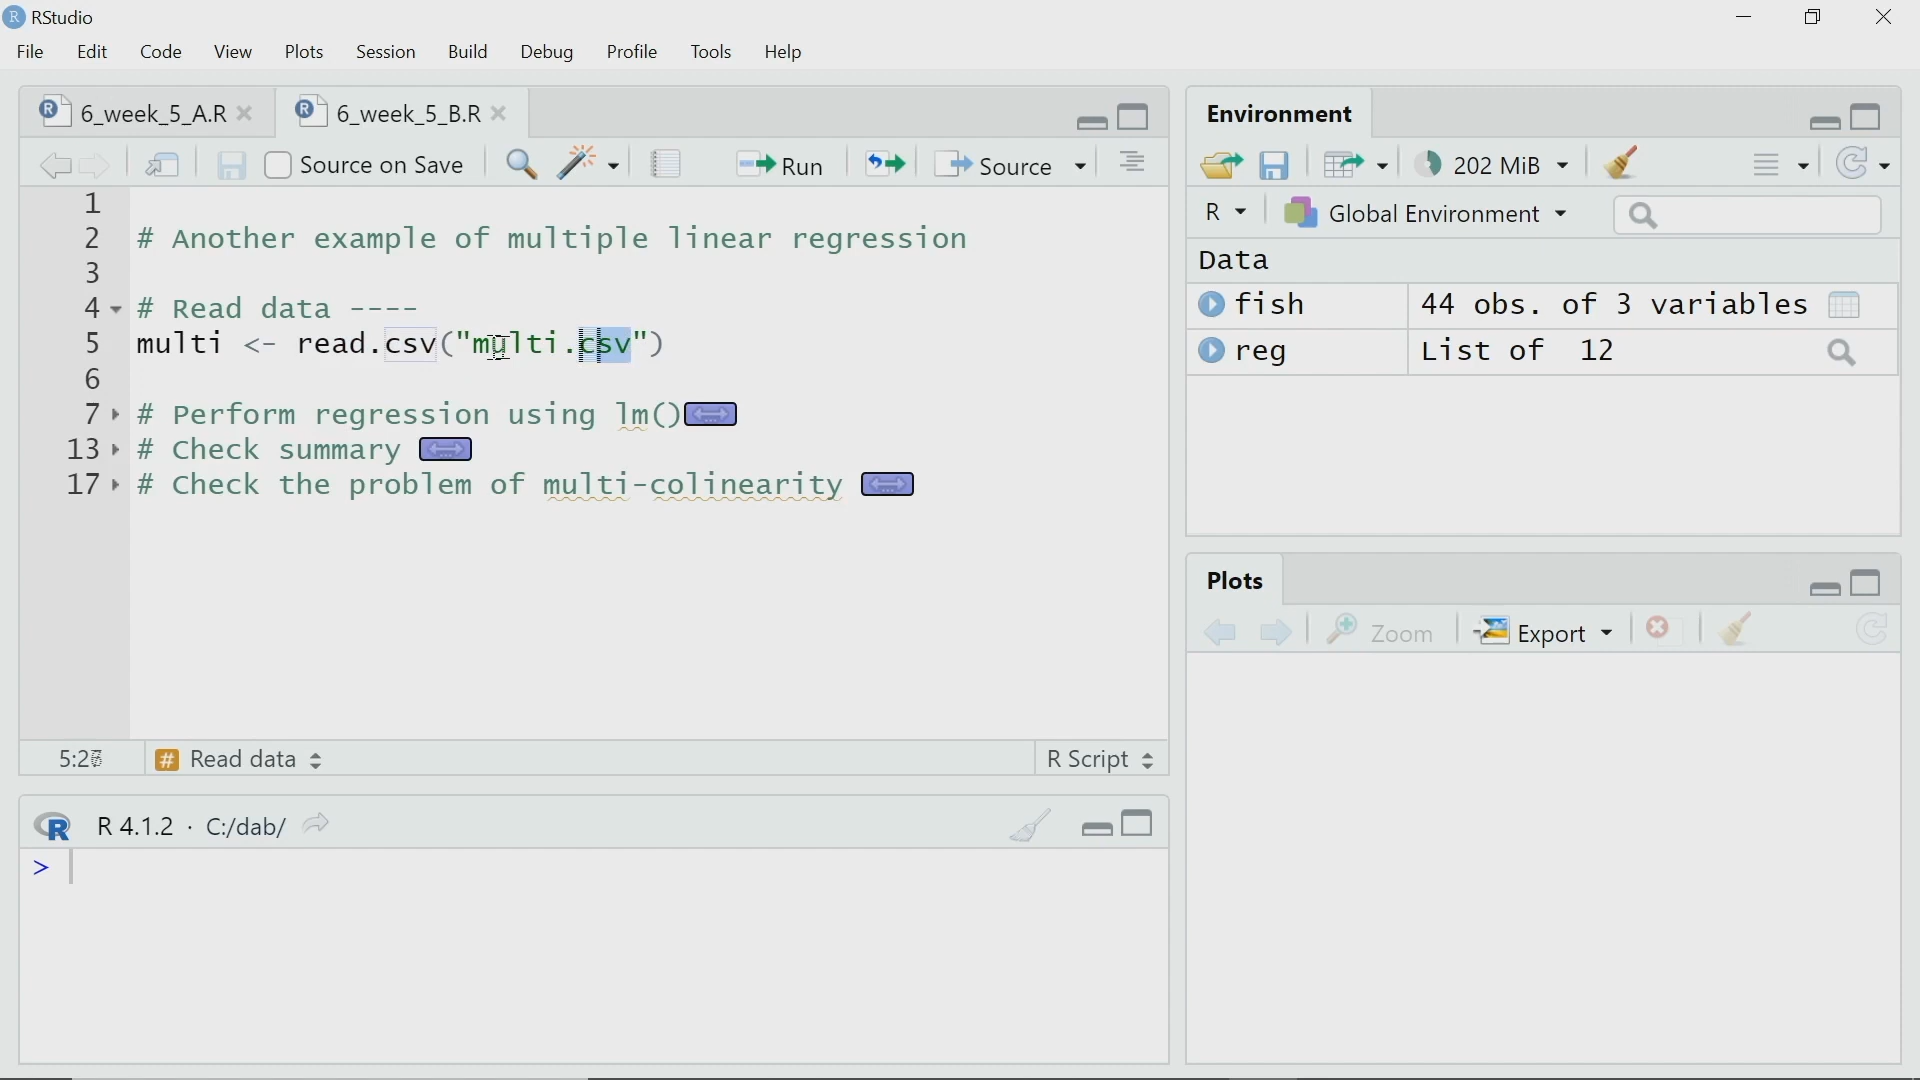 RStudio
File Edit Code View Plots Session Build Debug Profile Tools Help
6_week_5_A.R 6_week_5_B.R
Source on Save Run Source
1
2 # Another example of multiple linear regression
3
4 # Read data ----
5 multi <- read.csv("multi.csv")
6
7 # Perform regression using lm()
13 # Check summary
17 # Check the problem of multi-colinearity
# Read data R Script
R 4.1.2 · C:/dab/
>
Environment
202 MiB
R Global Environment
Data
fish 44 obs. of 3 variables
reg List of 12
Plots
Zoom Export